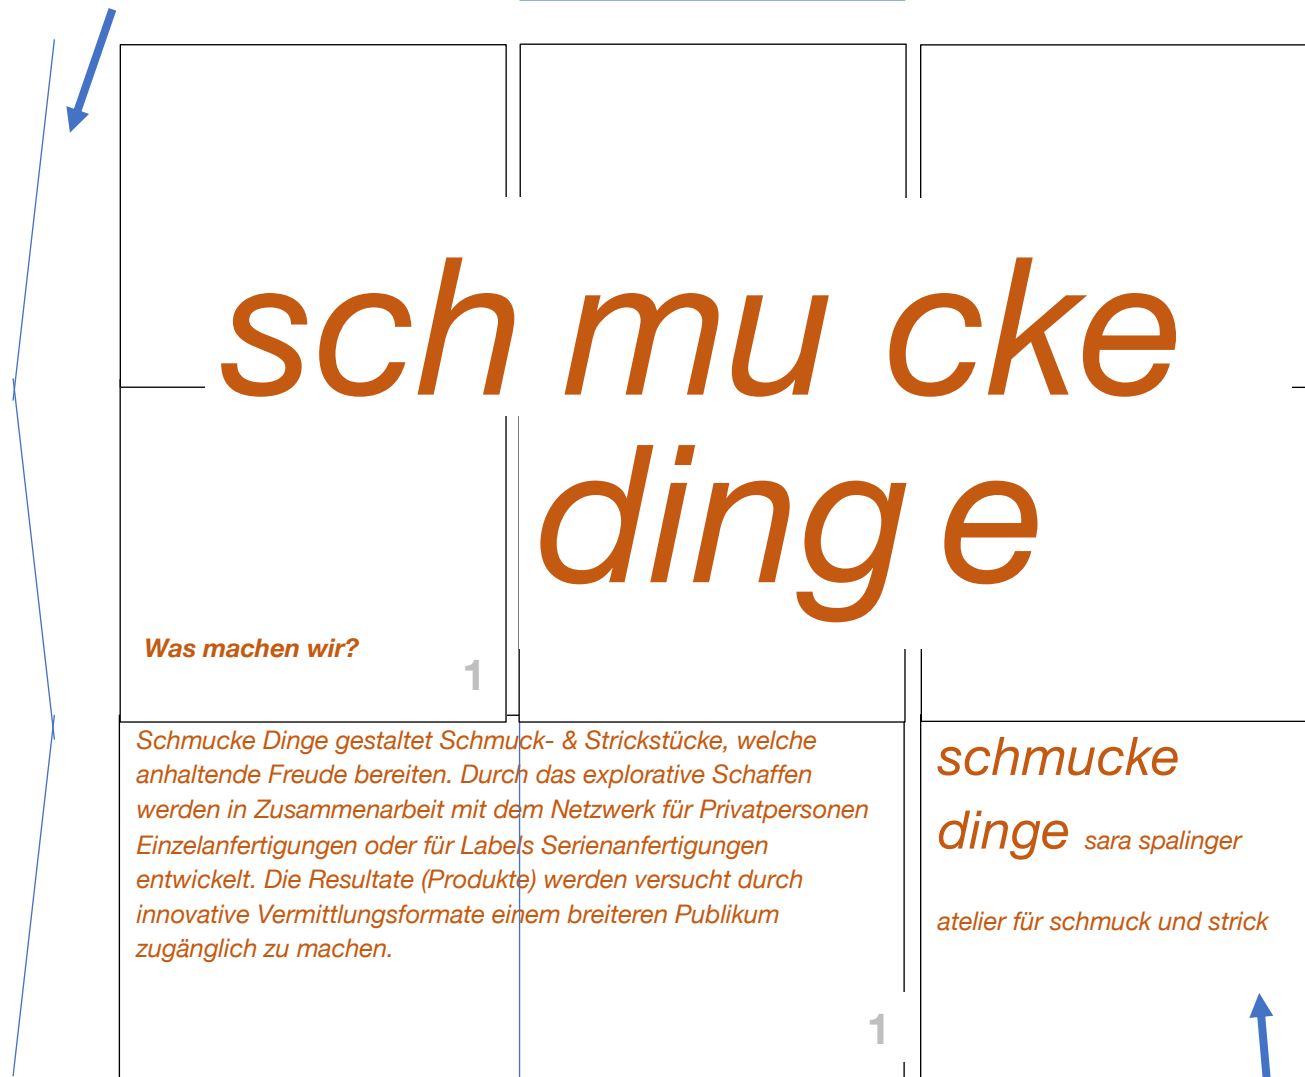 sch mu cke
ding e
Was machen wir?
1
Schmucke Dinge gestaltet Schmuck- & Strickstücke, welche
anhaltende Freude bereiten. Durch das explorative Schaffen
werden in Zusammenarbeit mit dem Netzwerk für Privatpersonen
Einzelanfertigungen oder für Labels Serienanfertigungen
entwickelt. Die Resultate (Produkte) werden versucht durch
innovative Vermittlungsformate einem breiteren Publikum
zugänglich zu machen.
1
schmucke
dinge sara spalinger
atelier für schmuck und strick